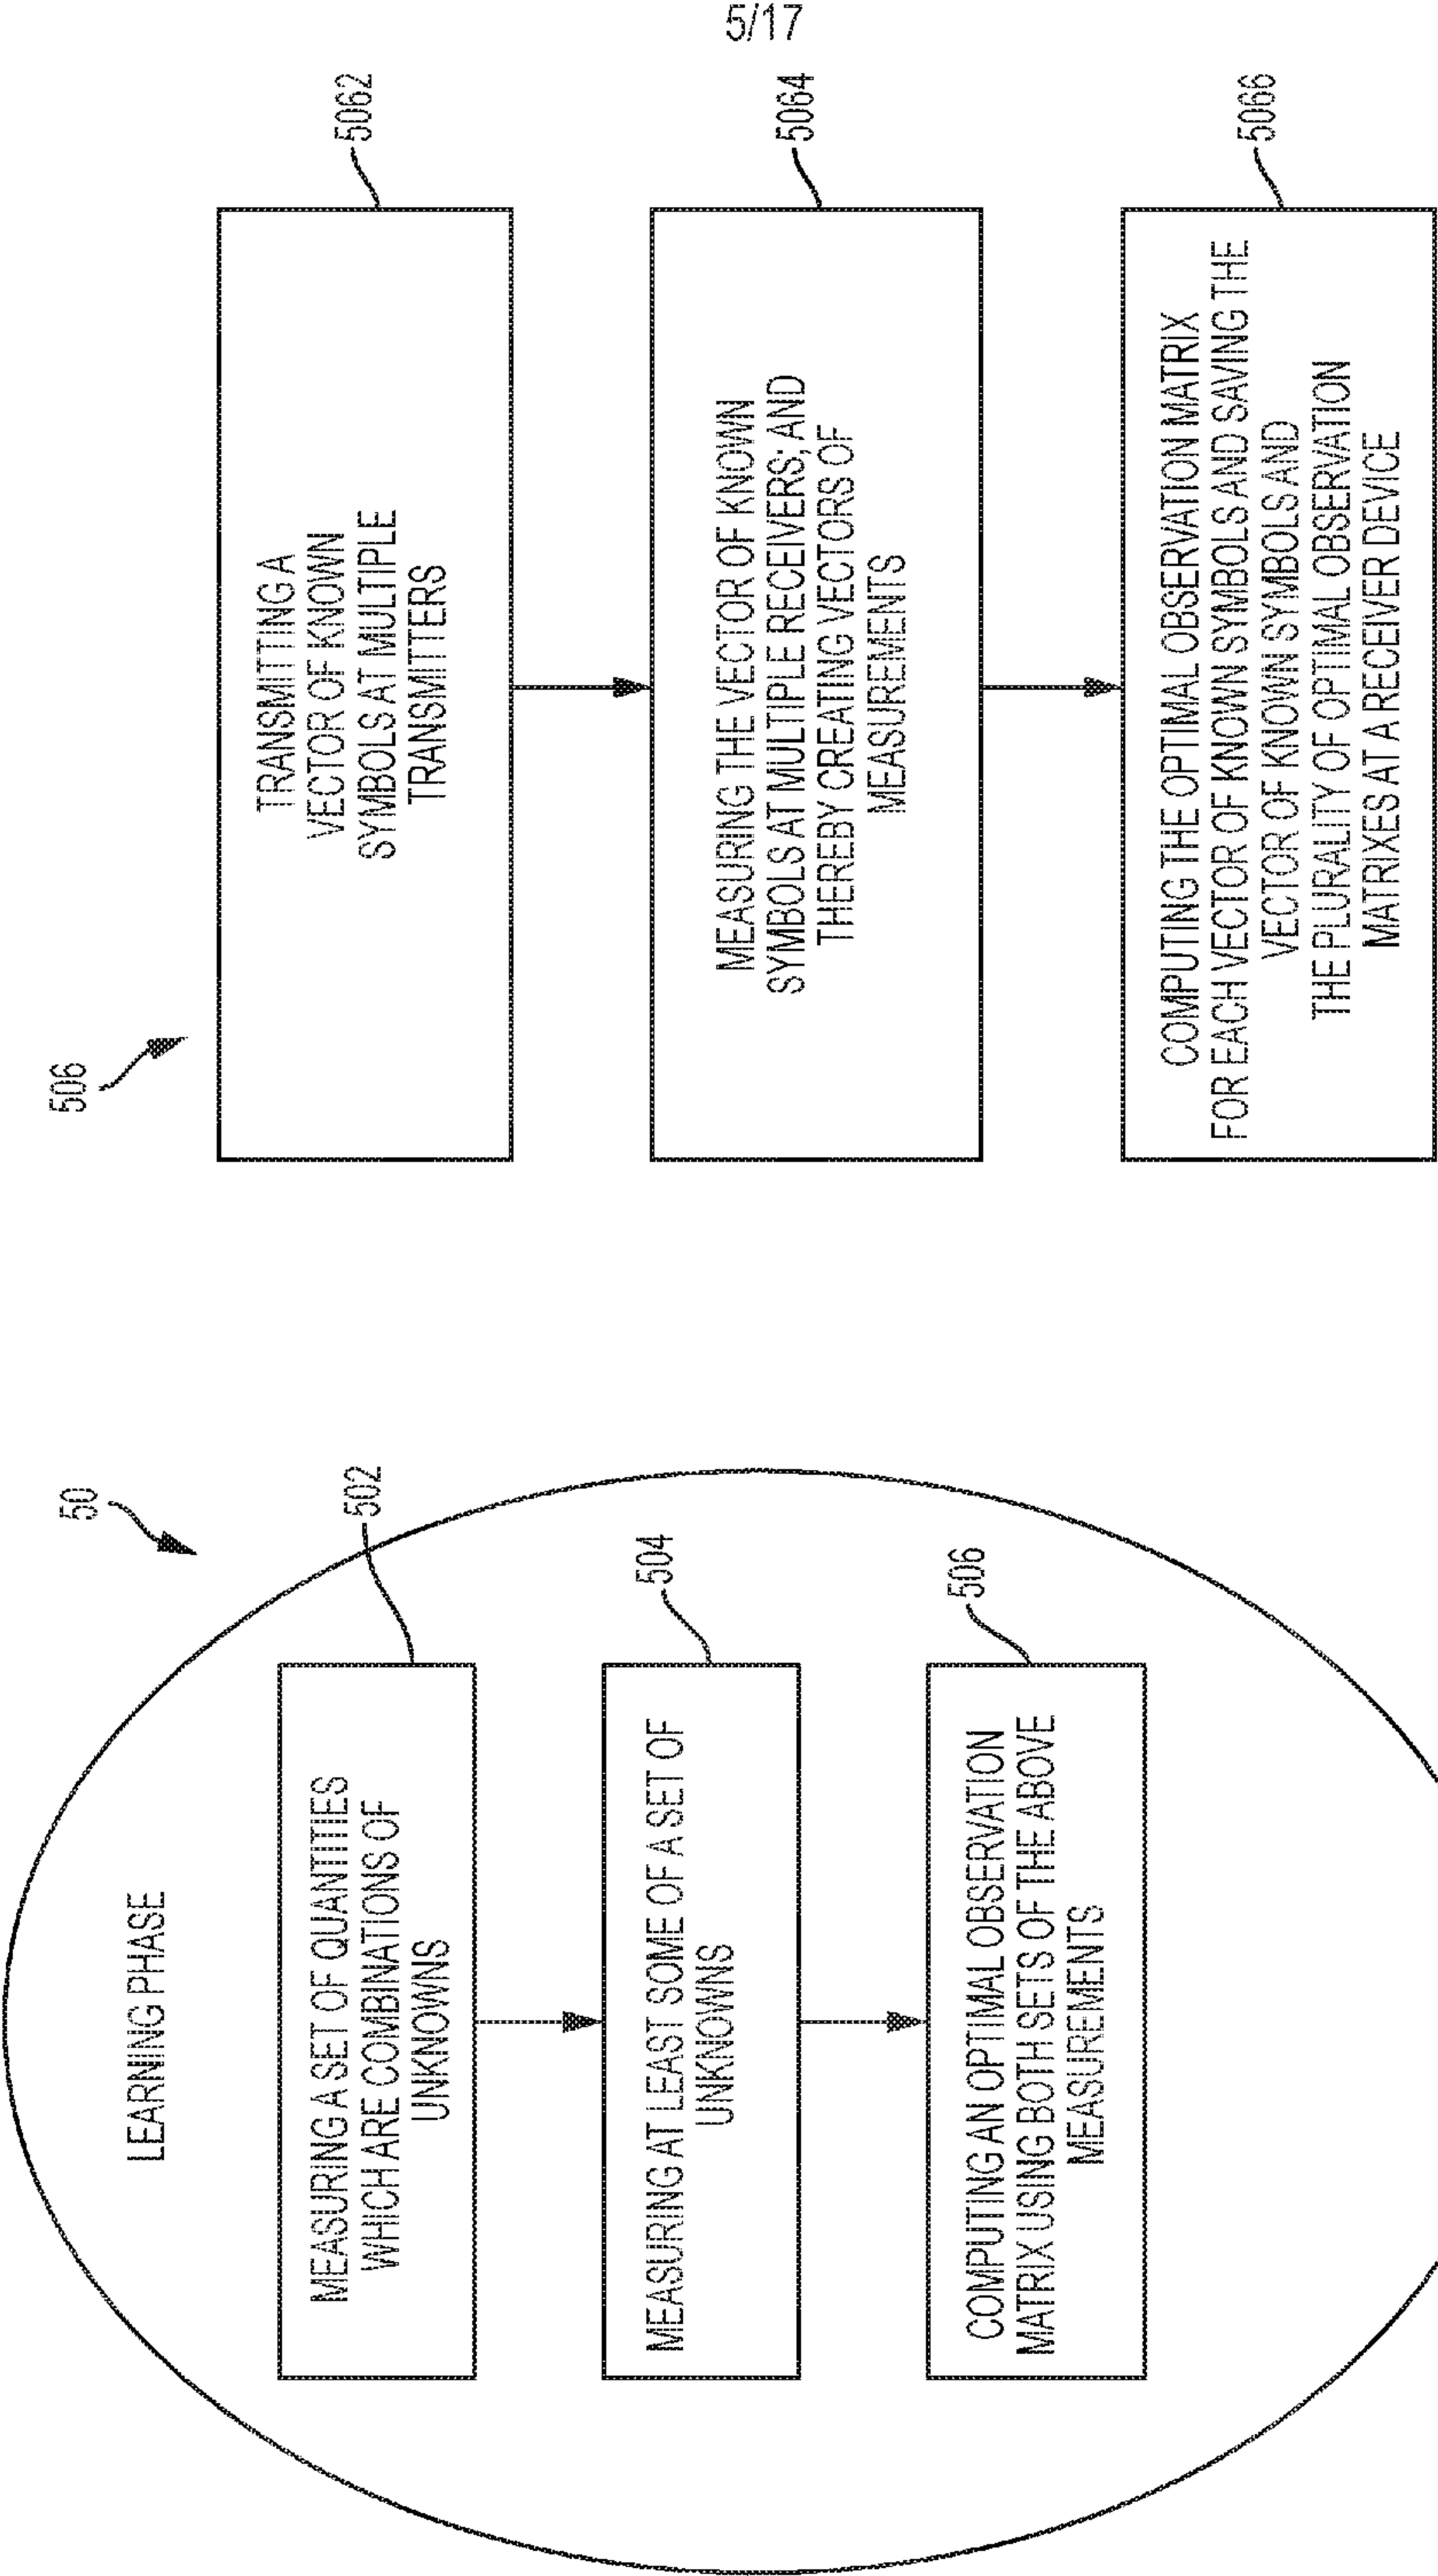 5/17
50
LEARNING PHASE
502
MEASURING A SET OF QUANTITIES
WHICH ARE COMBINATIONS OF
UNKNOWNS
504
MEASURING AT LEAST SOME OF A SET OF
UNKNOWNS
506
COMPUTING AN OPTIMAL OBSERVATION
MATRIX USING BOTH SETS OF THE ABOVE
MEASUREMENTS
506
5062
TRANSMITTING A
VECTOR OF KNOWN
SYMBOLS AT MULTIPLE
TRANSMITTERS
5064
MEASURING THE VECTOR OF KNOWN
SYMBOLS AT MULTIPLE RECEIVERS; AND
THEREBY CREATING VECTORS OF
MEASUREMENTS
5066
COMPUTING THE OPTIMAL OBSERVATION MATRIX
FOR EACH VECTOR OF KNOWN SYMBOLS AND SAVING THE
VECTOR OF KNOWN SYMBOLS AND
THE PLURALITY OF OPTIMAL OBSERVATION
MATRIXES AT A RECEIVER DEVICE